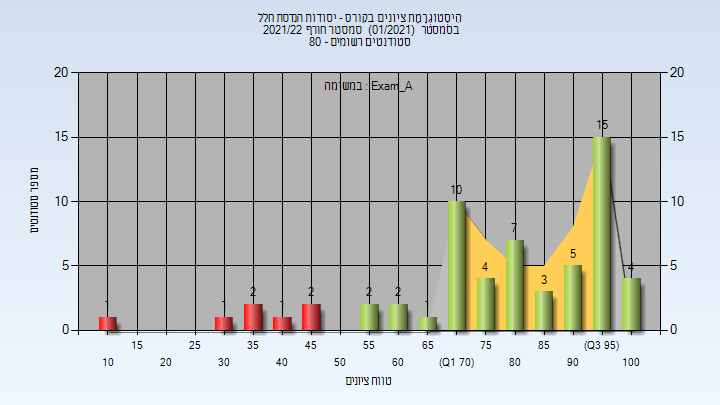 היסטוגרמת ציונים בקורס - יסודות הנדסת חלל
בסמסטר (01/2021) סמסטר חורף 2021/22
סטודנטים רשומים - 80
במשימה : Exam_A
מספר סטודנטים
20 20
15 15
10 10
5 5
0 0
1 1 2 1 2 2 2 1 10 4 7 3 5 15 4
15 25 35 45 55 65 75 85 (Q3 95)
10 20 30 40 50 60 (Q1 70) 80 90 100
טווח ציונים